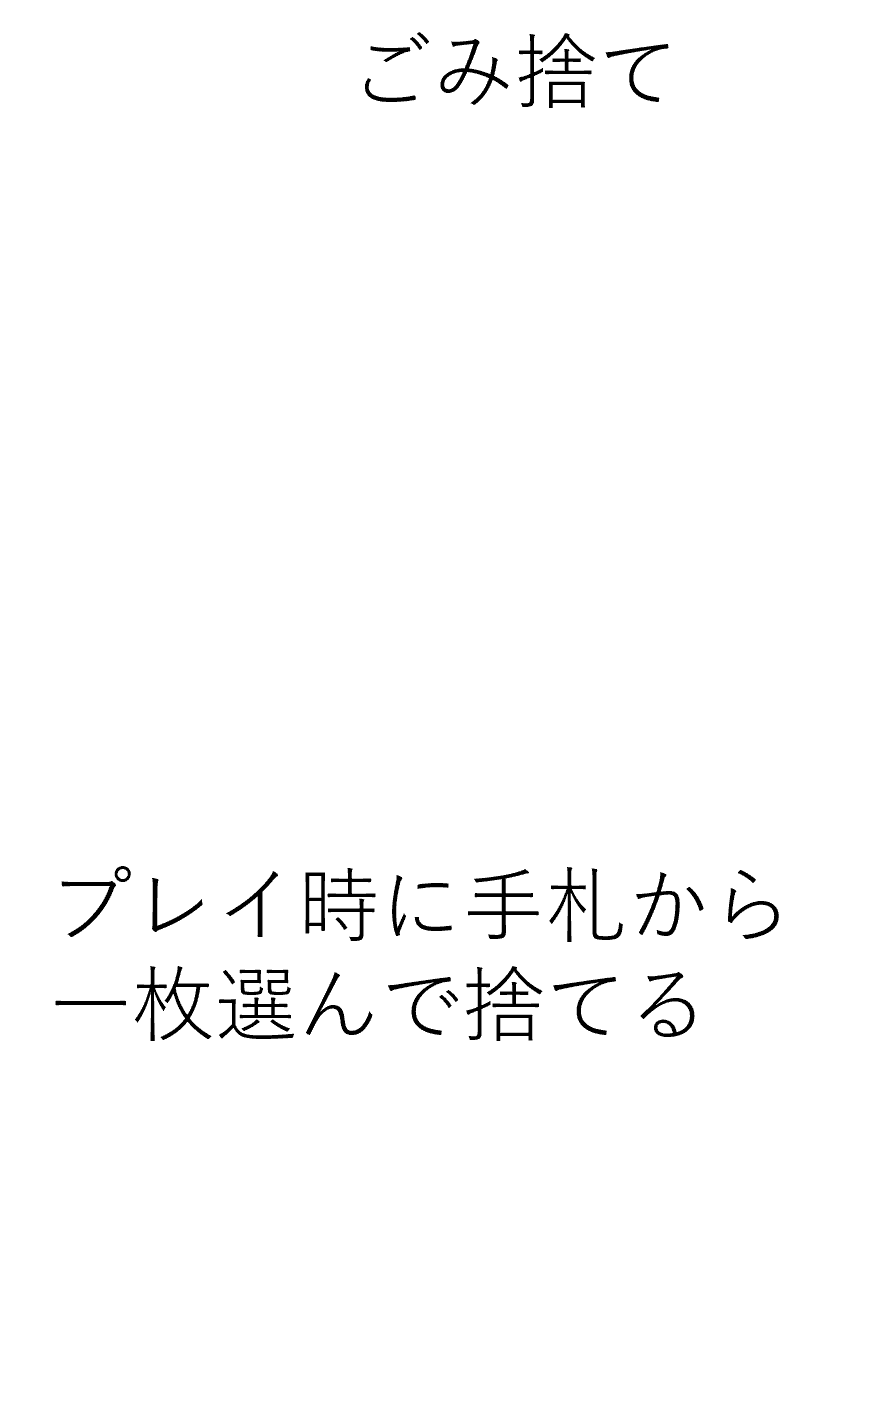 ごみ捨て
プレイ時に手札から
一枚選んで捨てる